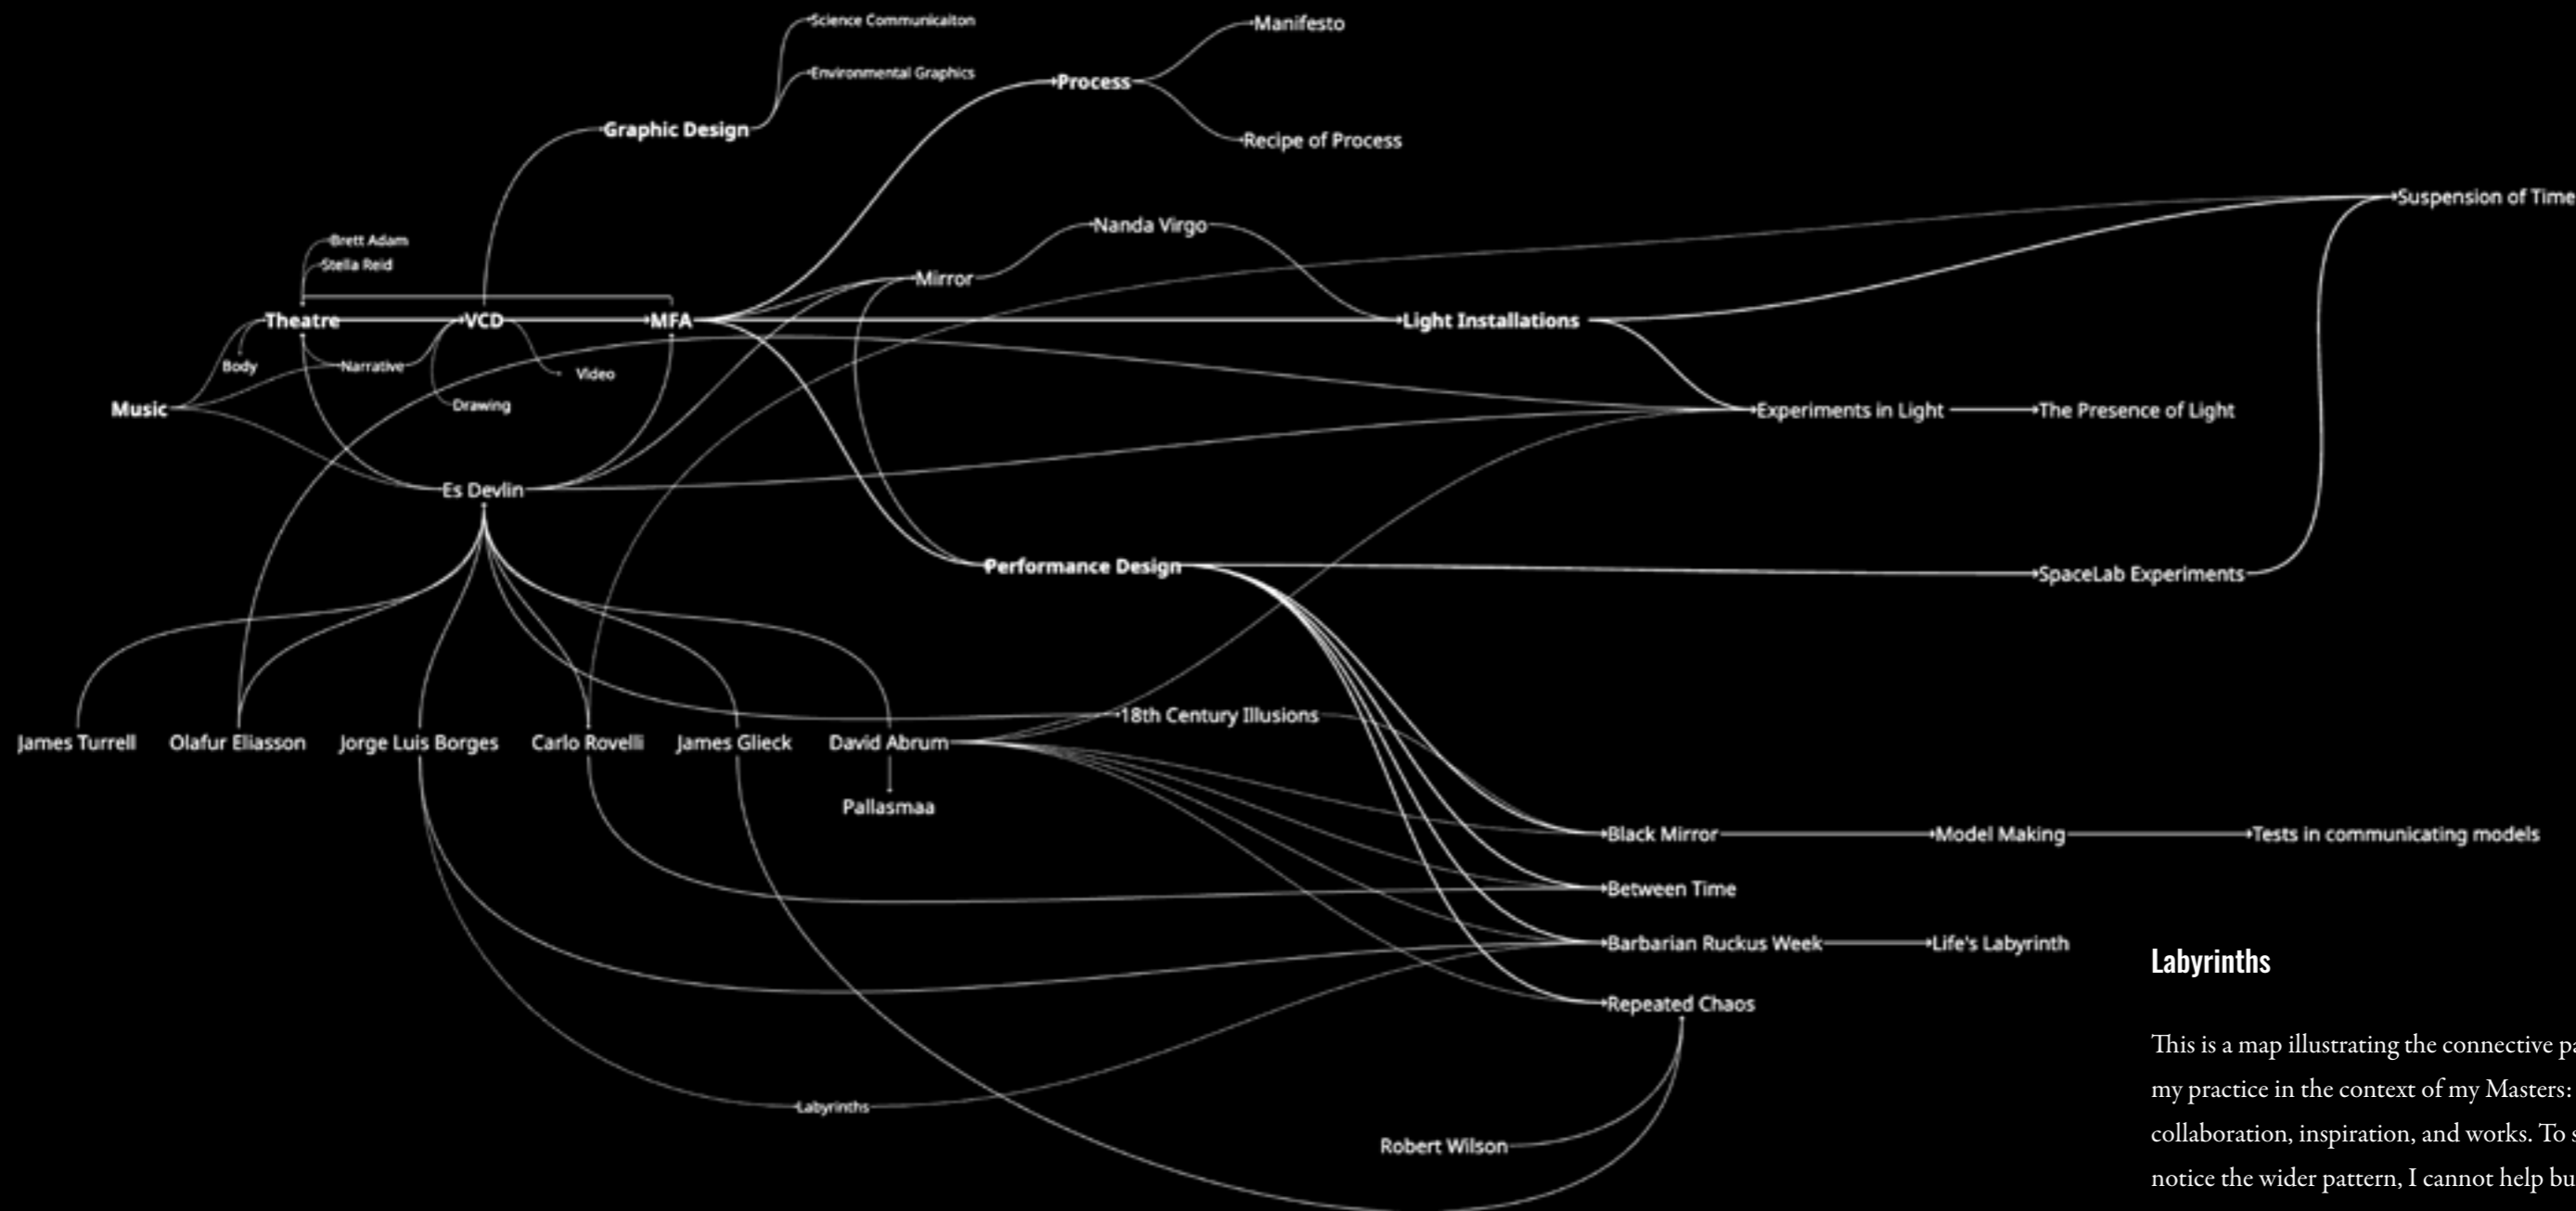 Science Communicaiton
Manifesto
Environmental Graphics
Process
Graphic Design
Recipe of Process
Suspension of Time
Nanda Virgo
Brett Adam
Stella Reid
Mirror
Theatre
VCD
MFA
Light Installations
Body
Narrative
Video
Music
Drawing
Experiments in Light
The Presence of Light
Es Devlin
Performance Design
SpaceLab Experiments
18th Century Illusions
James Turrell
Olafur Eliasson
Jorge Luis Borges
Carlo Rovelli
James Glieck
David Abrum
Pallasmaa
Black Mirror
Model Making
Tests in communicating models
Between Time
Barbarian Ruckus Week
Life's Labyrinth
Repeated Chaos
Labyrinths
Robert Wilson
Labyrinths
This is a map illustrating the connective
my practice in the context of my Masters:
collaboration, inspiration, and works. To
notice the wider pattern, I cannot help